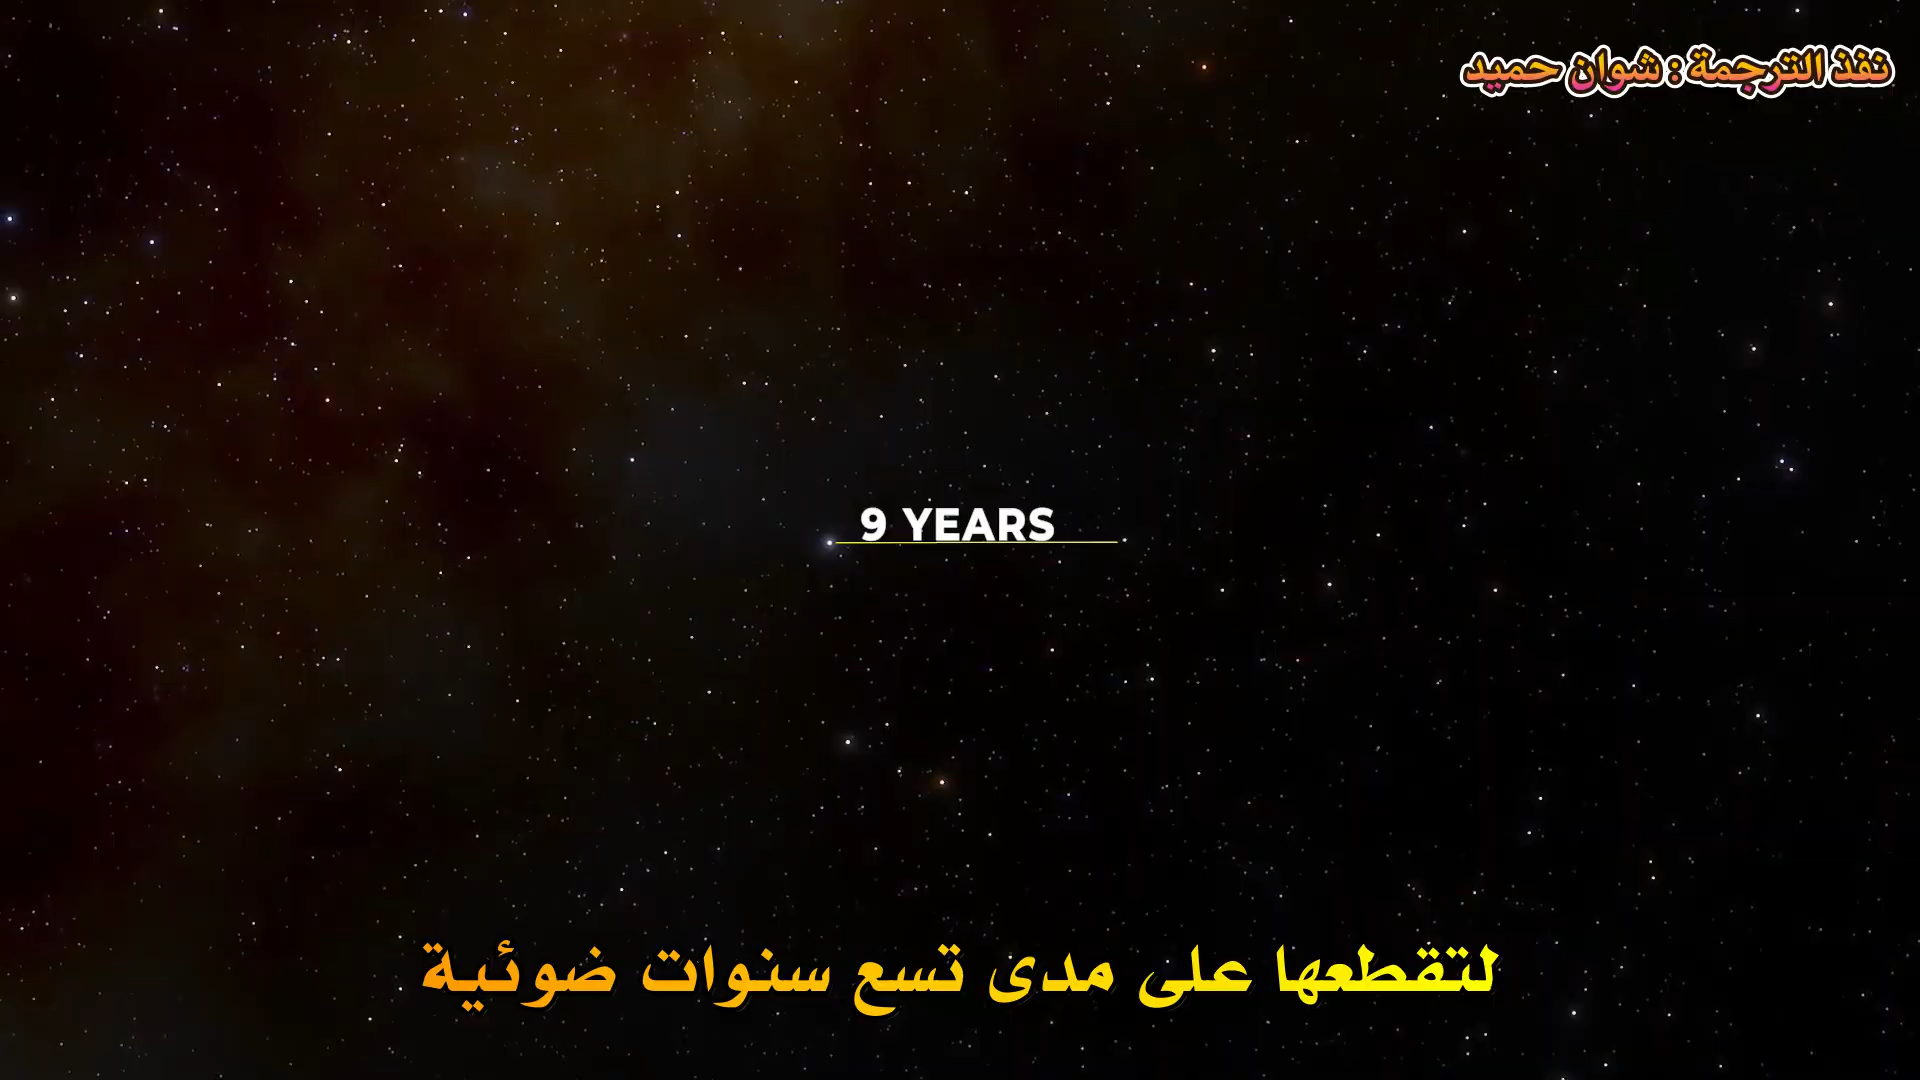 نفذ الترجمة : شوان حميد
9 YEARS
لتقطعها على مدى تسع سنوات ضوئية